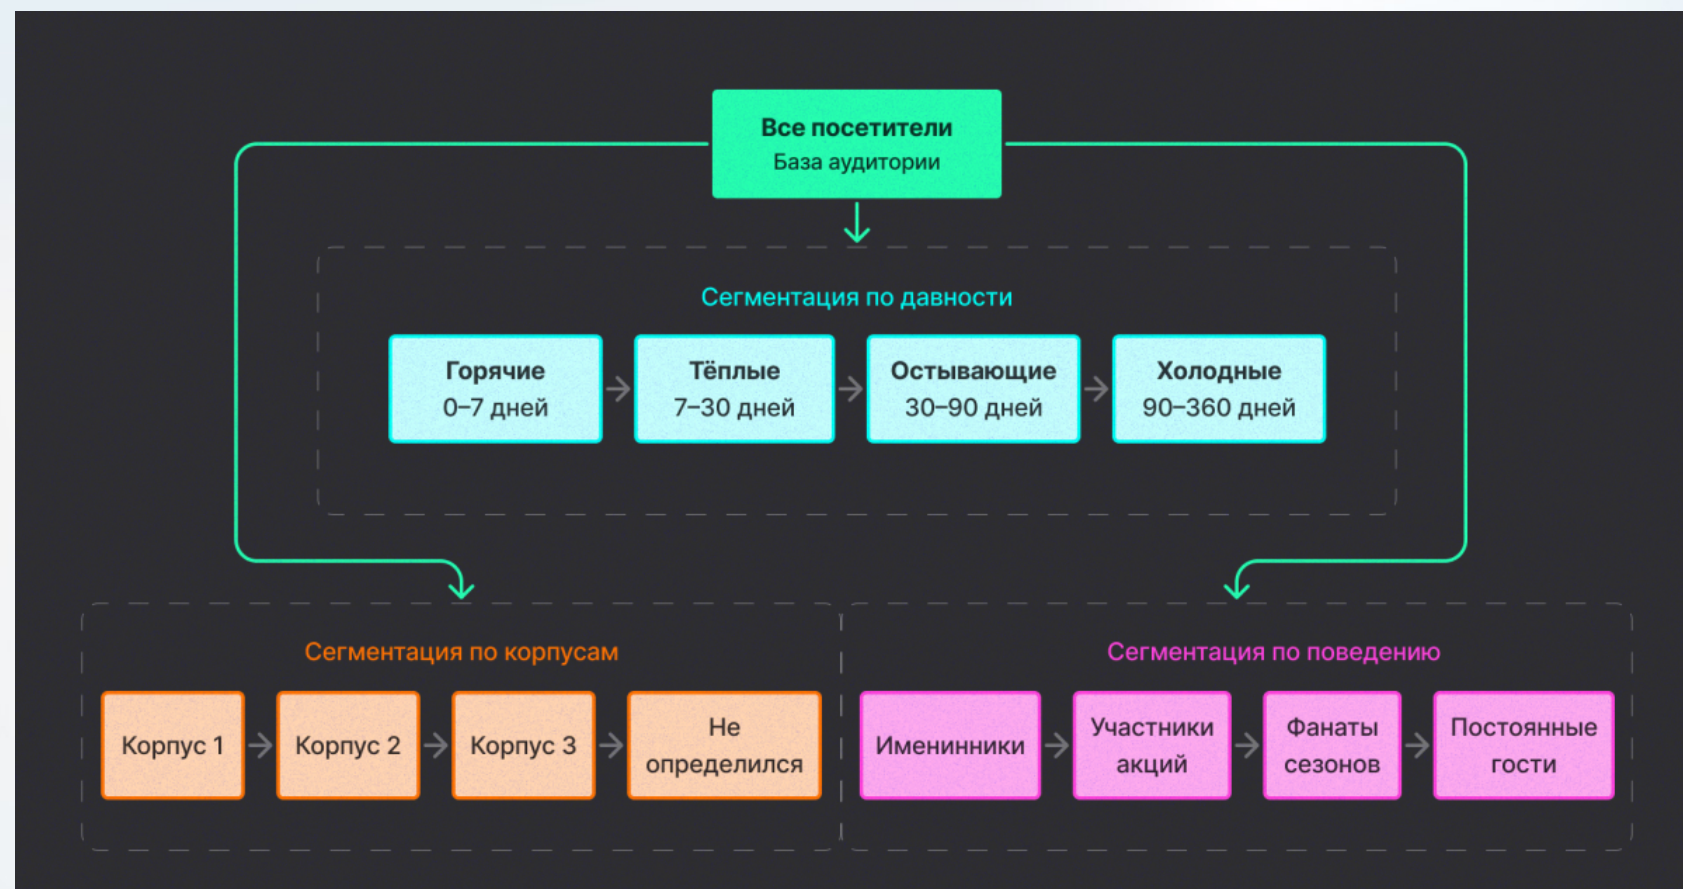 Все посетители
База аудитории
Сегментация по давности
Горячие
0–7 дней
Тёплые
7–30 дней
Остывающие
30–90 дней
Холодные
90–360 дней
Сегментация по корпусам
Корпус 1
Корпус 2
Корпус 3
Не
определился
Сегментация по поведению
Именинники
Участники
акций
Фанаты
сезонов
Постоянные
гости